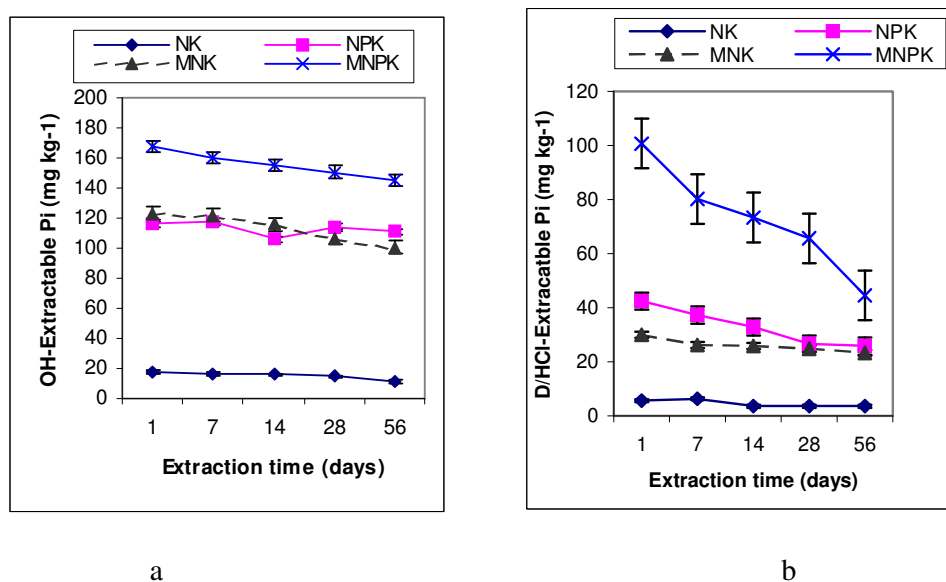 NK NPK
MNK MNPK
OH-Extractable Pi (mg kg-1)
200
180
160
140
120
100
80
60
40
20
0
1 7 14 28 56
Extraction time (days)
a
NK NPK
MNK MNPK
D/HCl-Extracatble Pi (mg kg-1)
120
100
80
60
40
20
0
1 7 14 28 56
Extraction time (days)
b